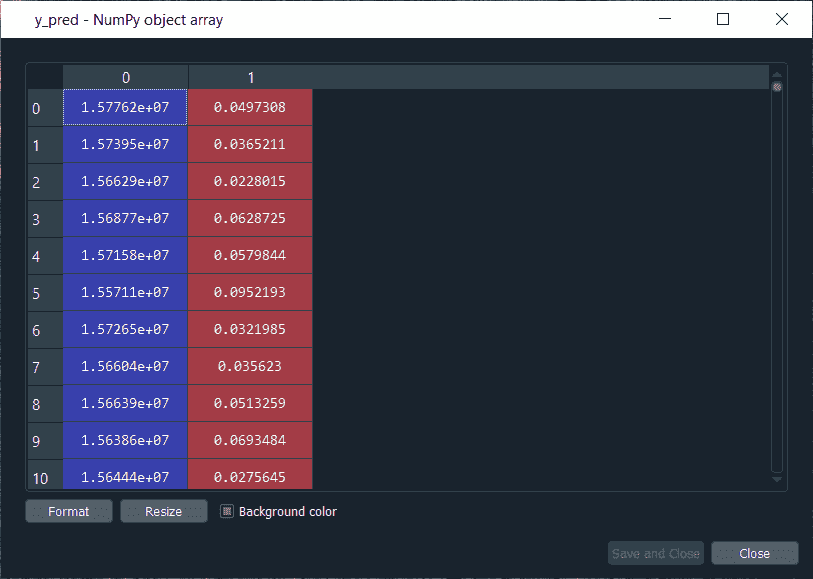 y_pred - NumPy object array
0 1
0 1.57762e+07 0.0497308
1 1.57395e+07 0.0365211
2 1.56629e+07 0.0228015
3 1.56877e+07 0.0628725
4 1.57158e+07 0.0579844
5 1.55711e+07 0.0952193
6 1.57265e+07 0.0321985
7 1.56604e+07 0.035623
8 1.56639e+07 0.0513259
9 1.56386e+07 0.0693484
10 1.56444e+07 0.0275645
Format Resize Background color
Save and Close Close